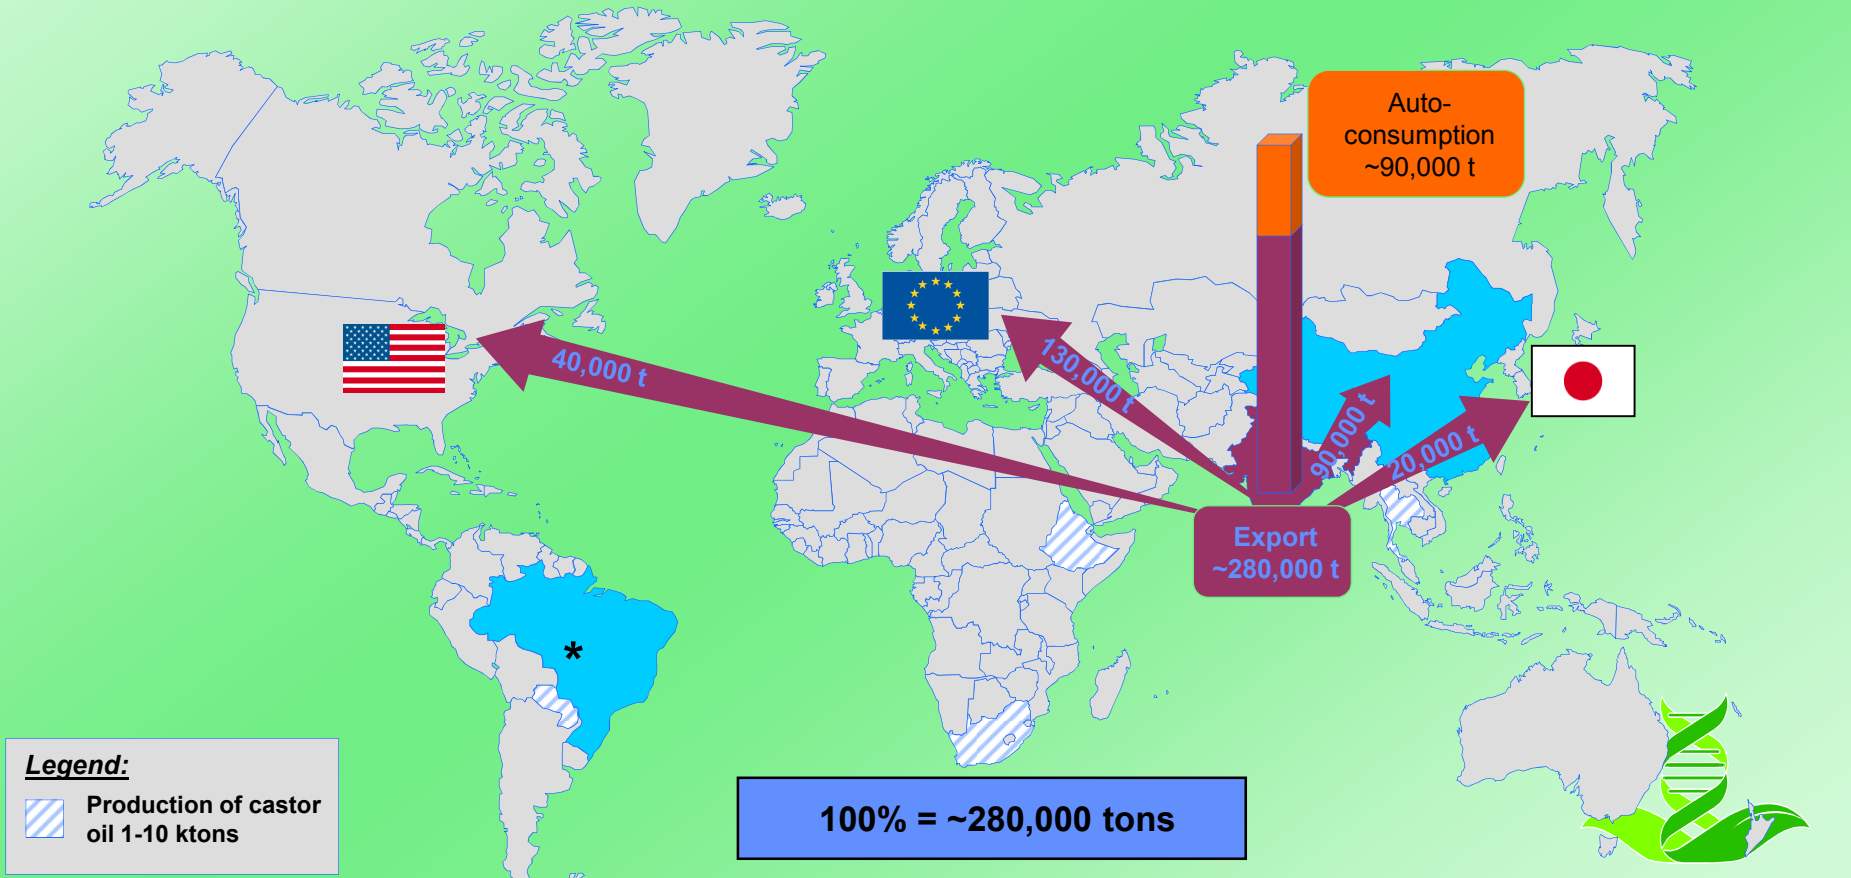 Auto-
consumption
~90,000 t
40,000 t
130,000 t
90,000 t
20,000 t
Export
~280,000 t
*
Legend:
Production of castor
oil 1-10 ktons
100% = ~280,000 tons